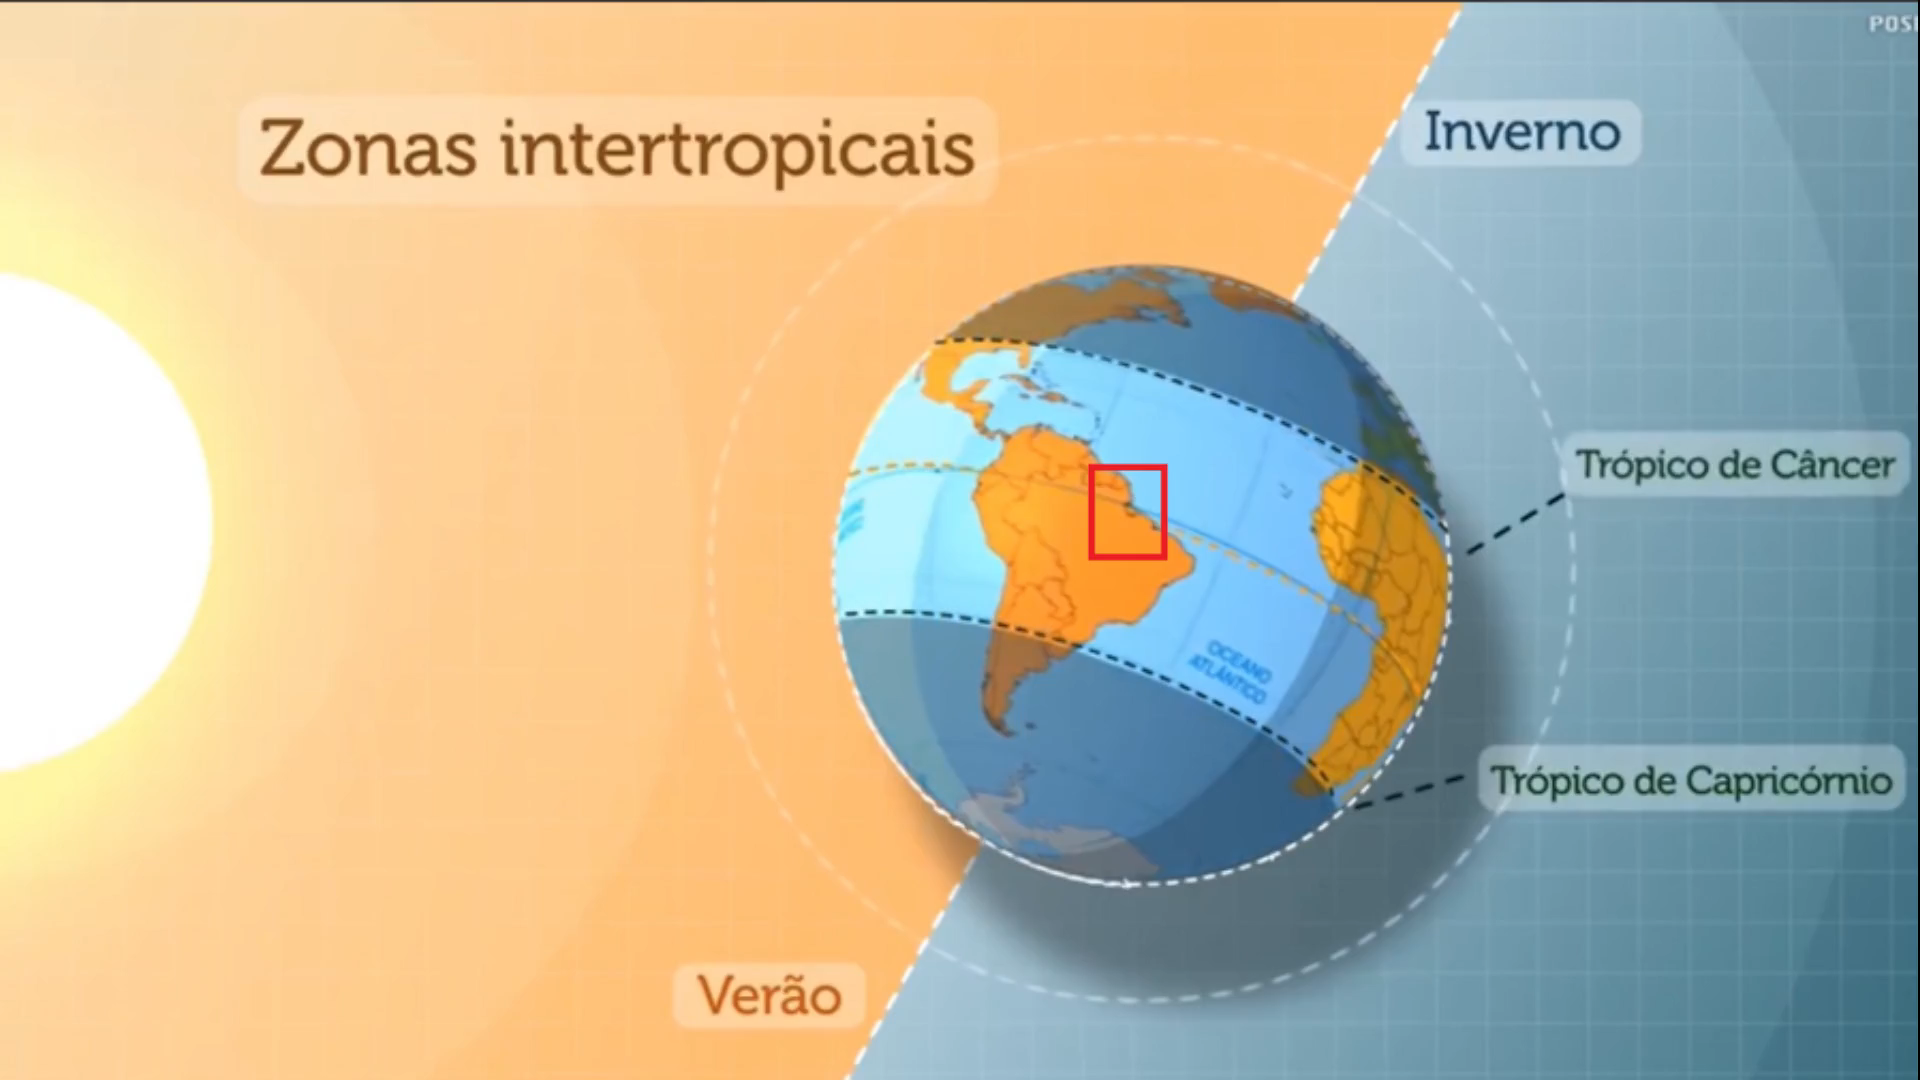 Zonas intertropicais
Inverno
Trópico de Câncer
OCEANO
ATLÂNTICO
Trópico de Capricórnio
Verão